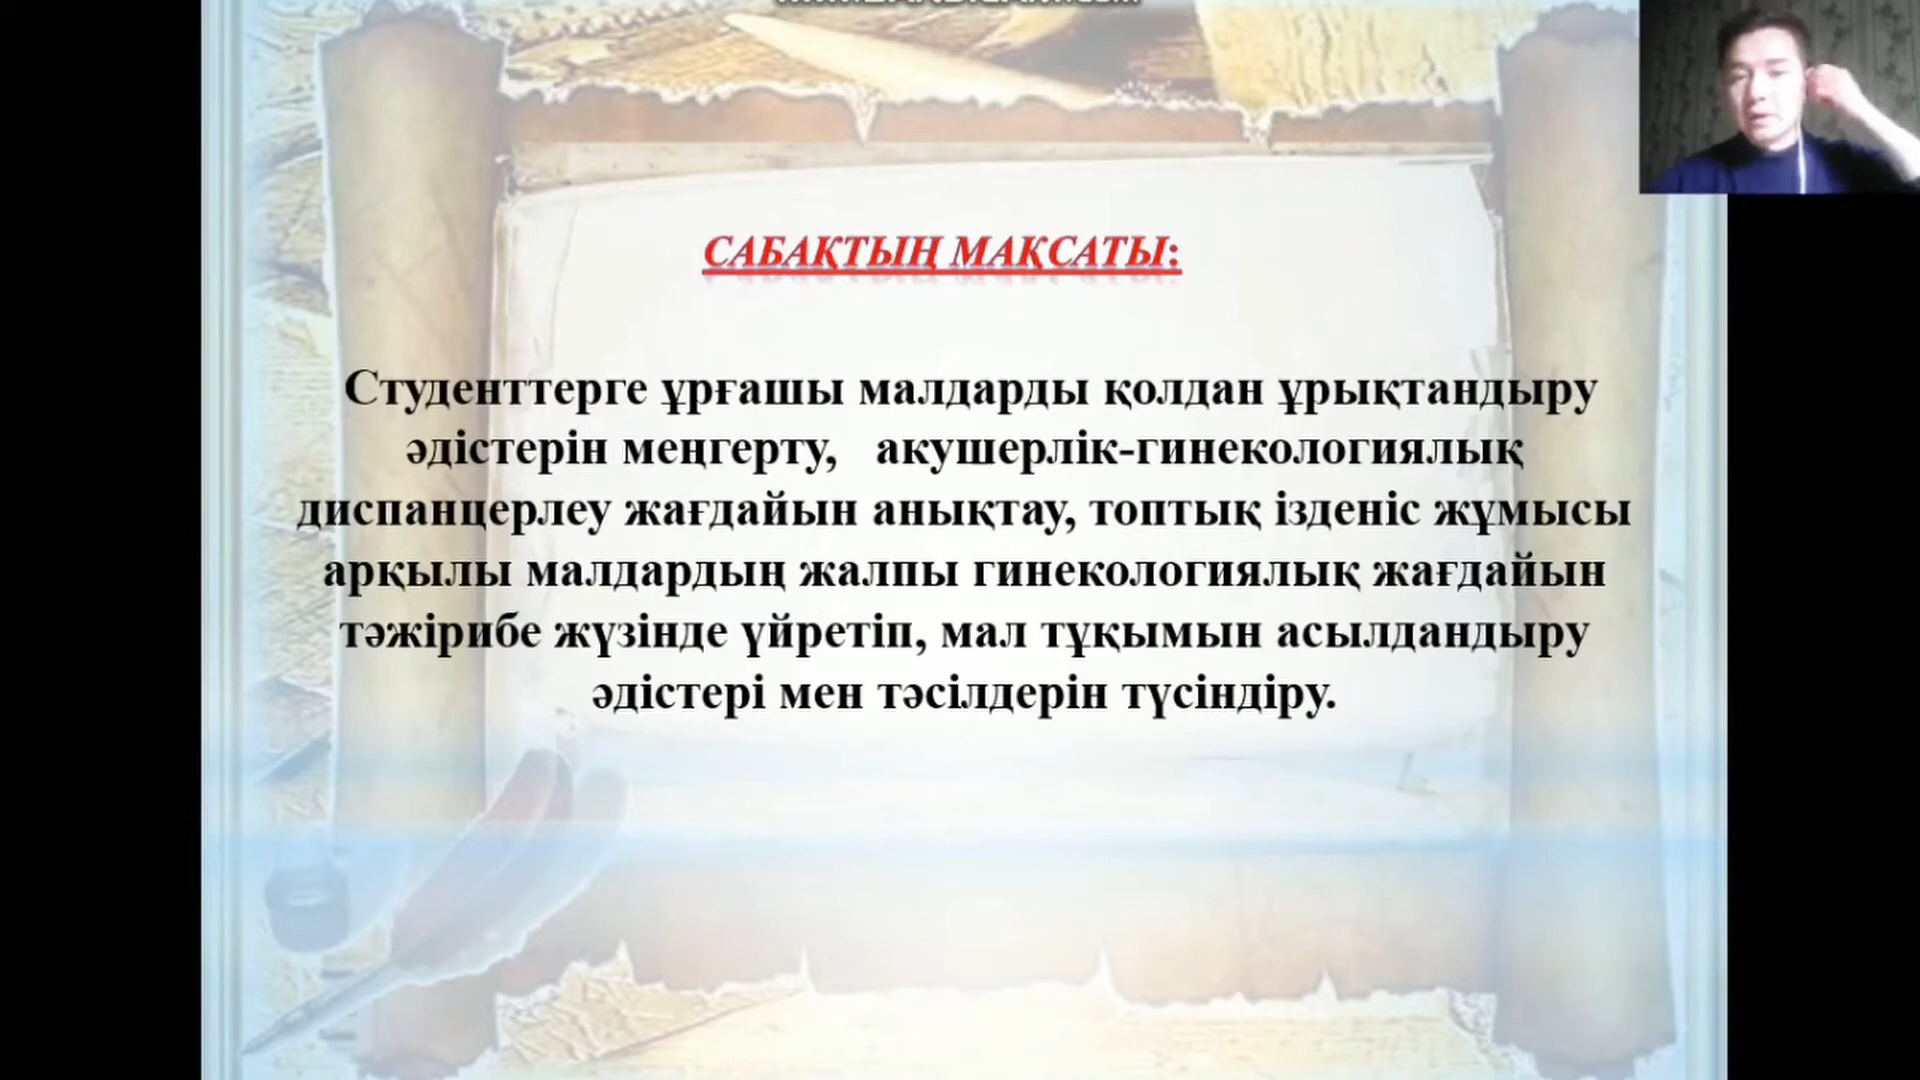 САБАҚТЫҢ МАҚСАТЫ:
Студенттерге ұрғашы малдарды қолдан ұрықтандыру
әдістерін меңгерту, акушерлік-гинекологиялық
диспанцерлеу жағдайын анықтау, топтық ізденіс жұмысы
арқылы малдардың жалпы гинекологиялық жағдайын
тәжірибе жүзінде үйретіп, мал тұқымын асылдандыру
әдістері мен тәсілдерін түсіндіру.